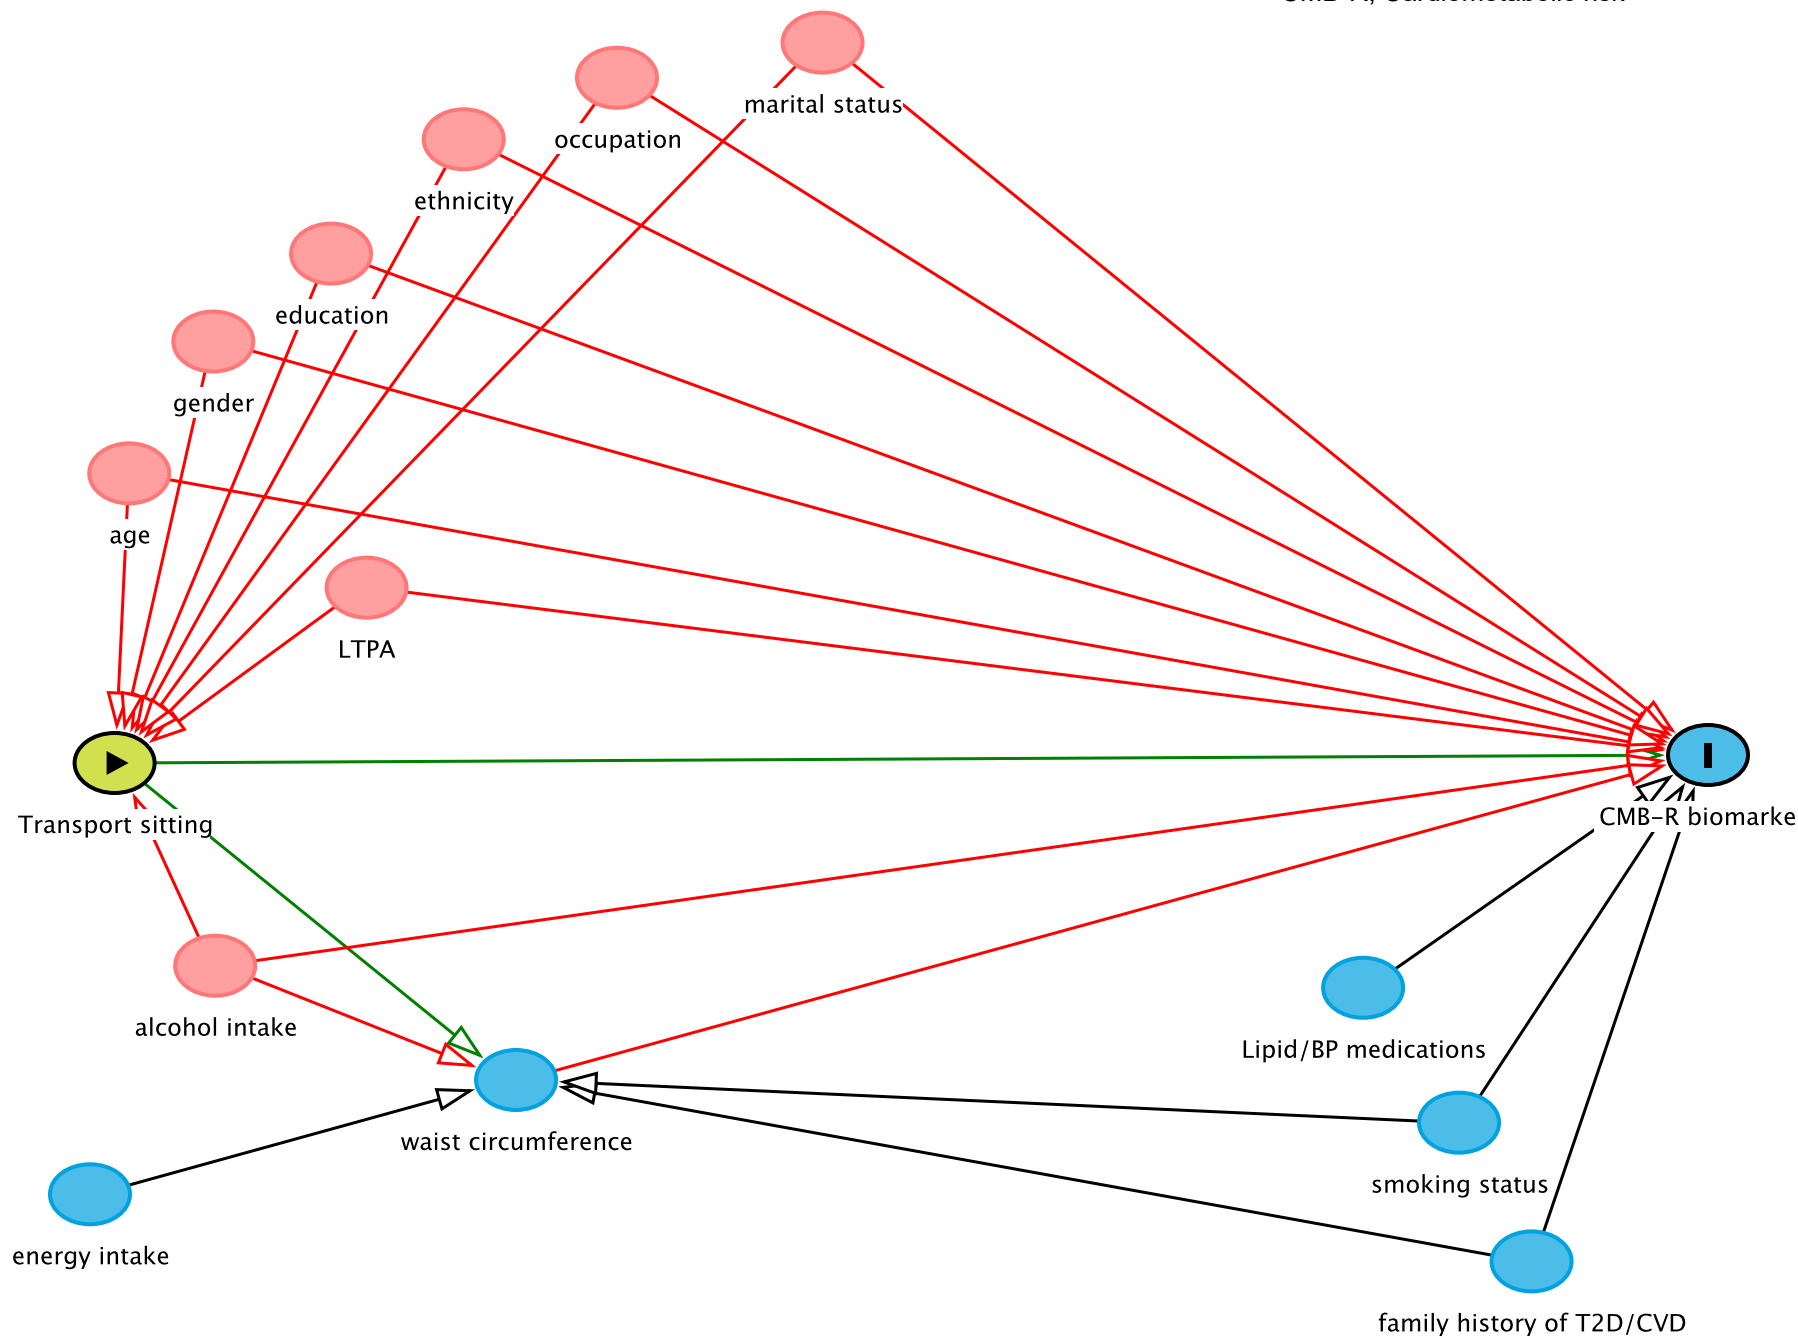 marital status
occupation
ethnicity
education
gender
age
LTPA
Transport sitting
CMB-R biomarke
alcohol intake
Lipid/BP medications
waist circumference
smoking status
energy intake
family history of T2D/CVD